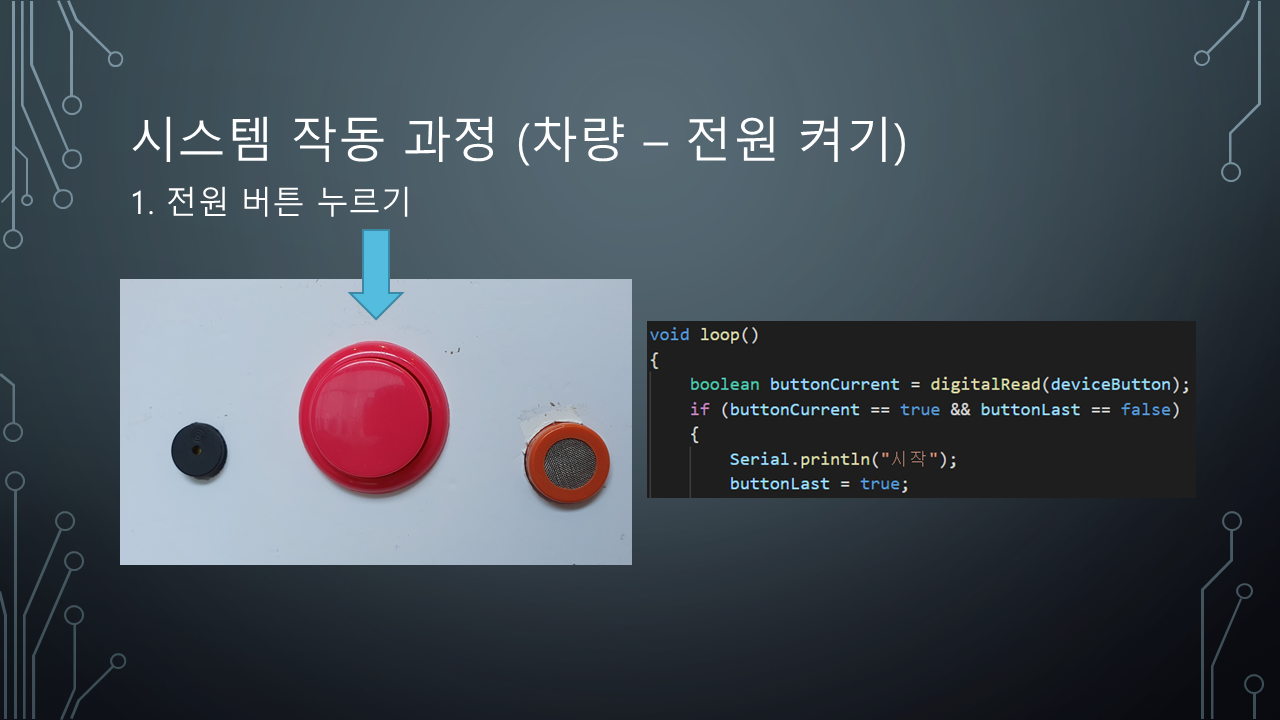 시스템 작동 과정 (차량 – 전원 켜기)
1. 전원 버튼 누르기
void loop()
{
    boolean buttonCurrent = digitalRead(deviceButton);
    if (buttonCurrent == true && buttonLast == false)
    {
        Serial.println("시작");
        buttonLast = true;